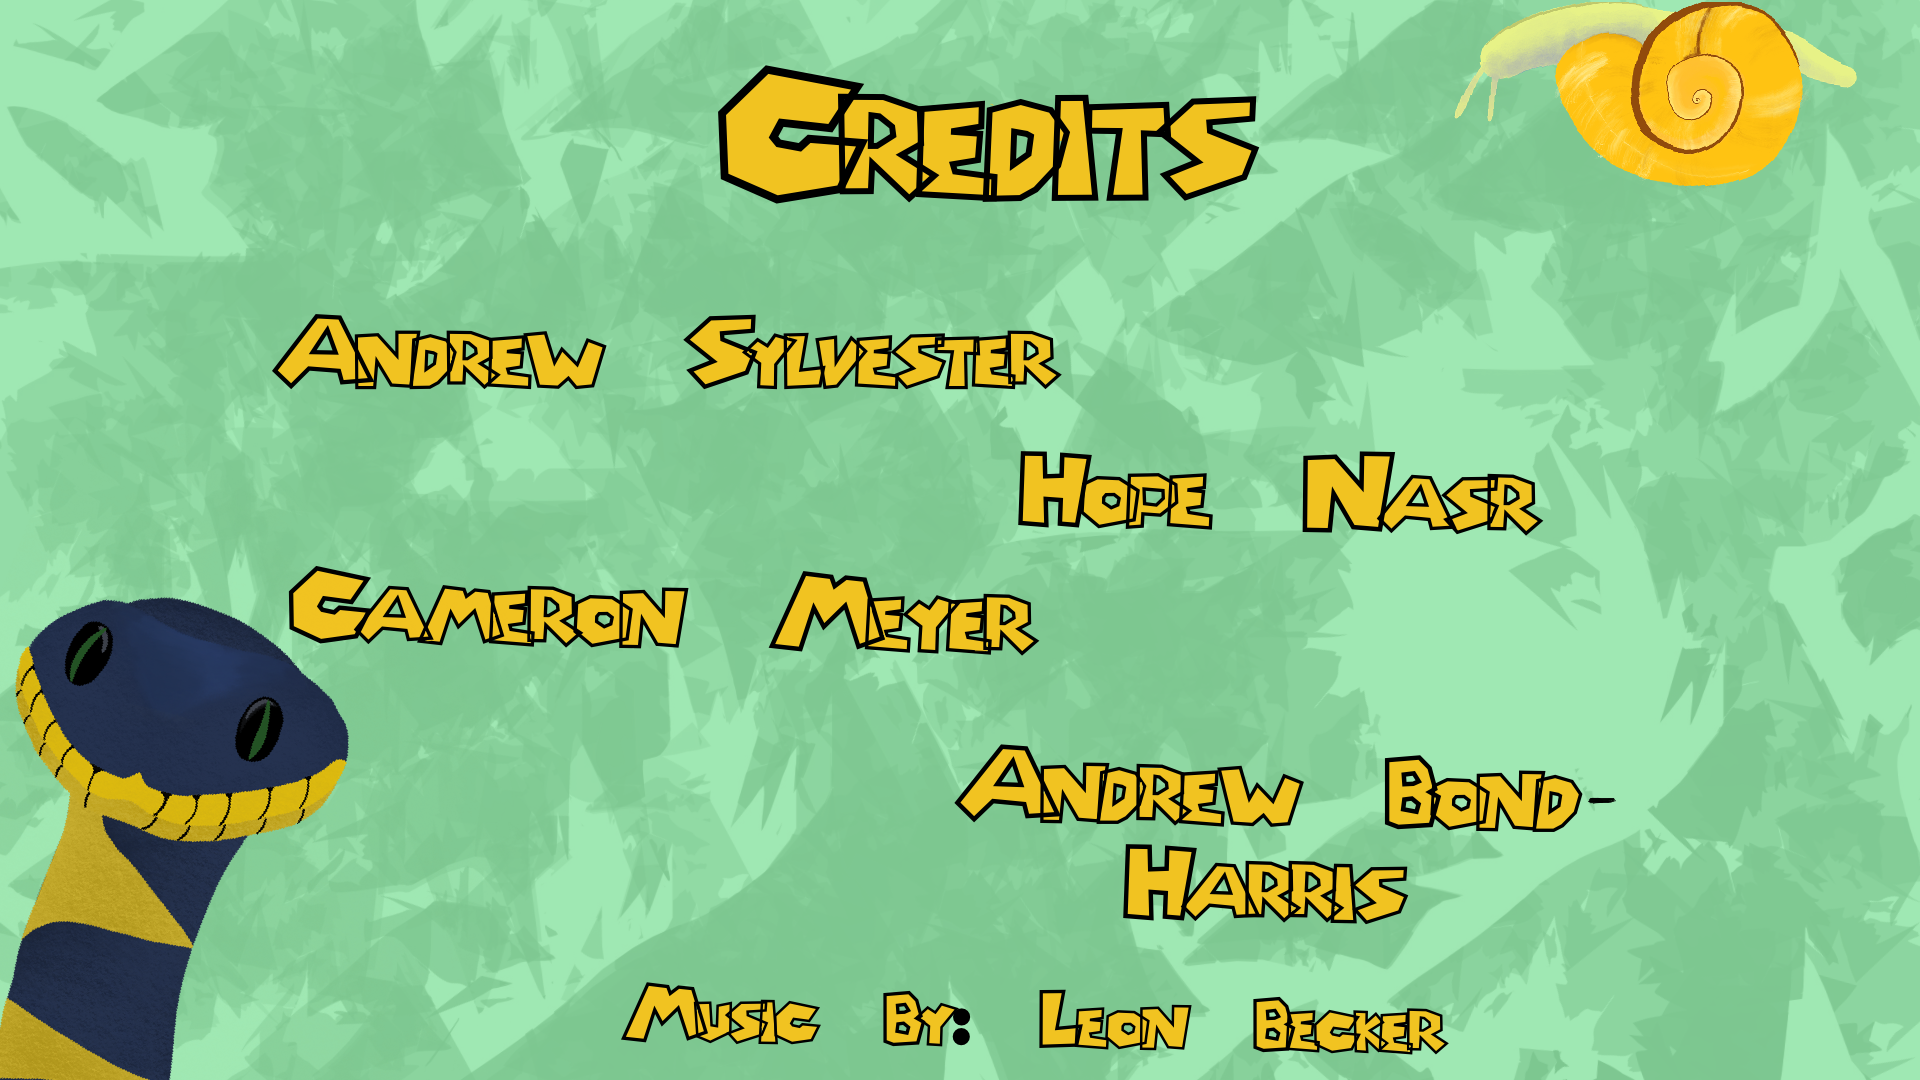 Credits
Andrew Sylvester
Hope Nasr
Cameron Meyer
Andrew Bond-
Harris
Music By: Leon Becker